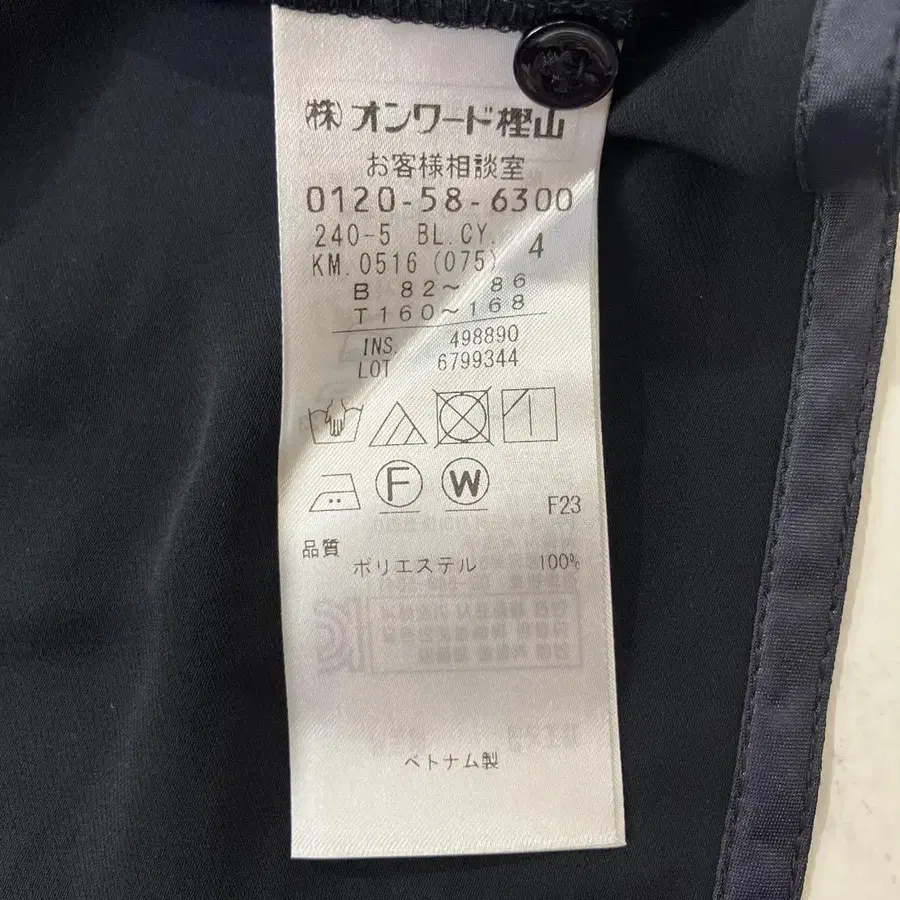 (株)オンワード樫山
お客様相談室
0120-58-6300
240-5 BL.CY. 4
KM.0516(075)
B 82～ 86
T160～168
INS. 498890
LOT 6799344
F
W
F23
品質
ポリエステル 100%
ベトナム製